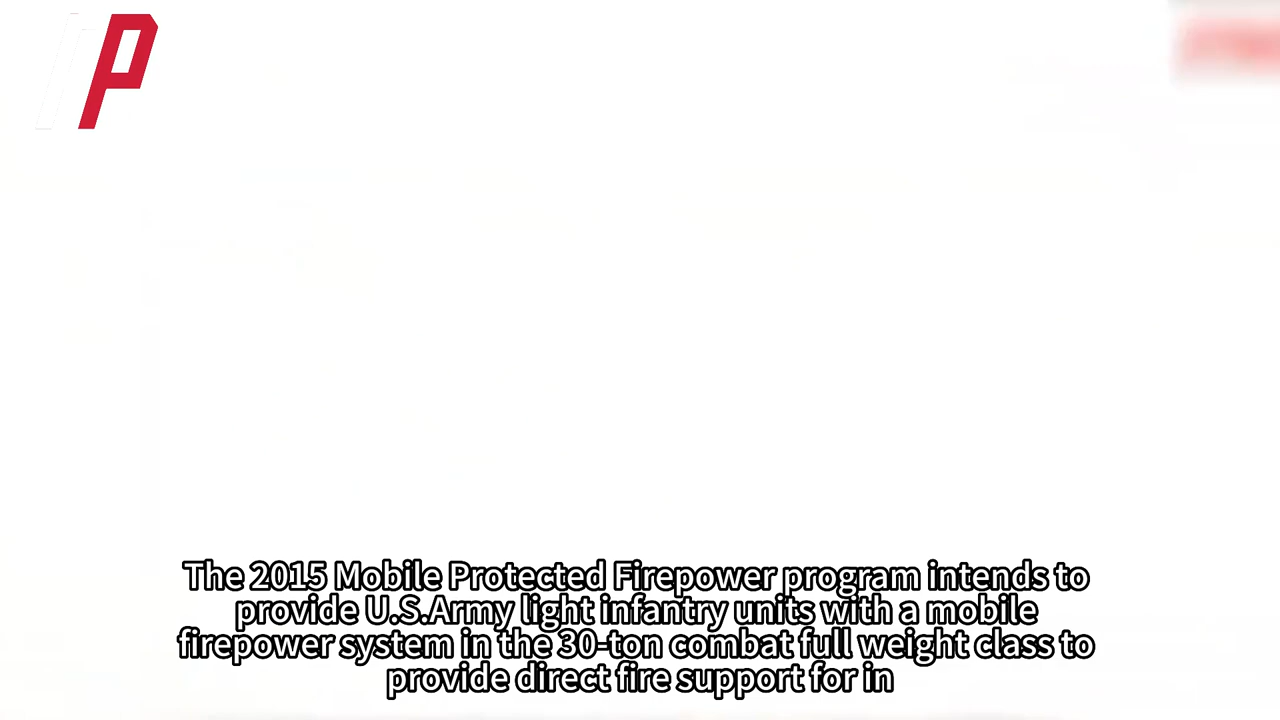 P
The 2015 Mobile Protected Firepower program intends to
provide U.S.Army light infantry units with a mobile
firepower system in the 30-ton combat full weight class to
provide direct fire support for in